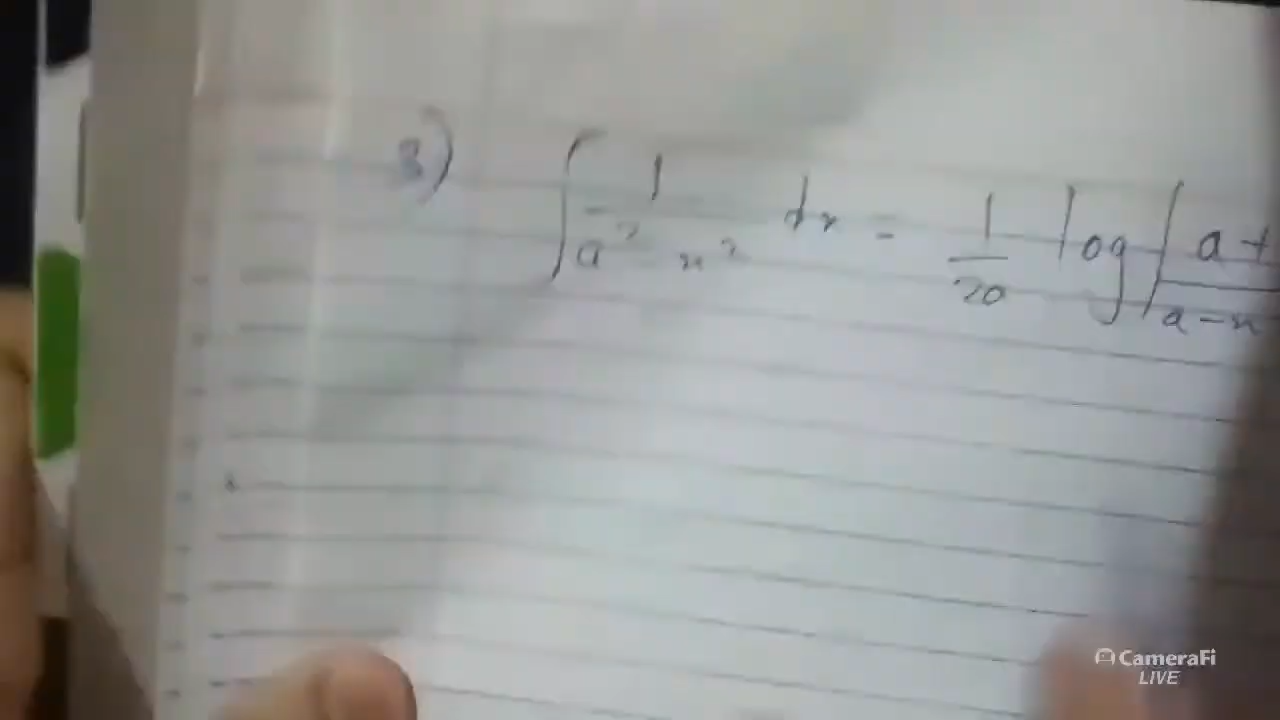 8) ∫ 1/a² - x² dx = 1/2a log |a+/a-x
CameraFi
LIVE